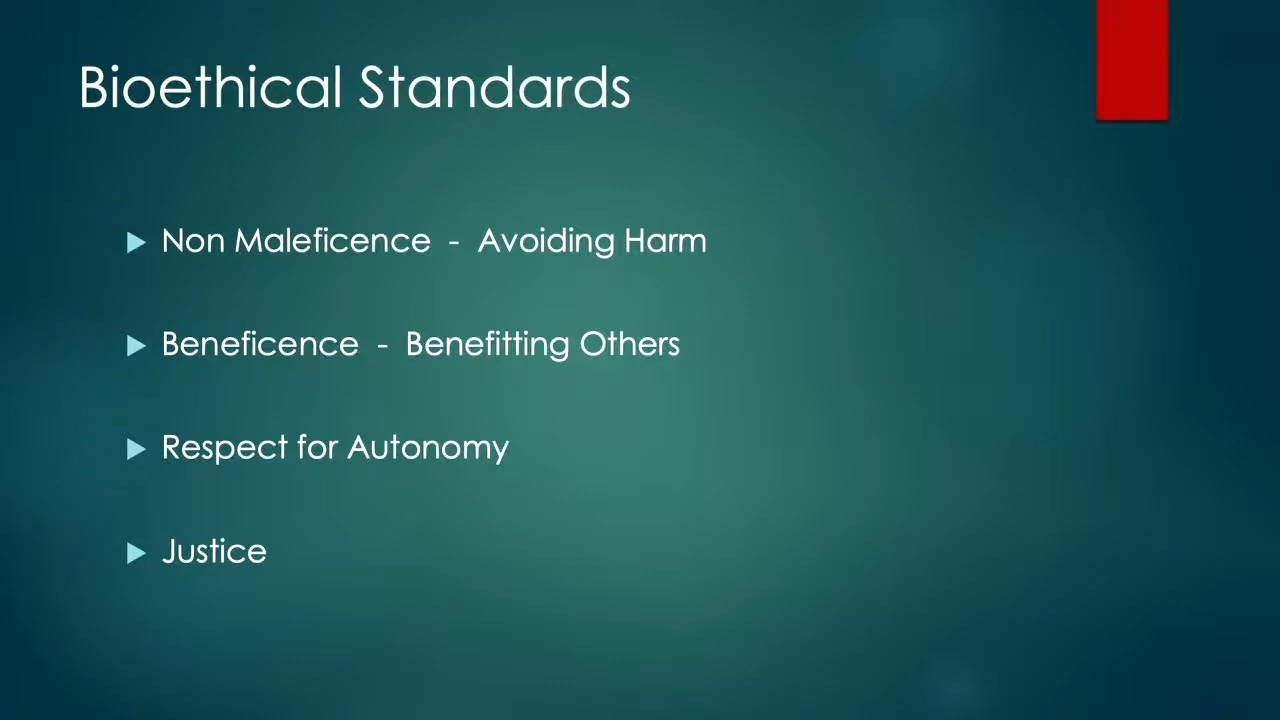 Bioethical Standards
Non Maleficence - Avoiding Harm
Beneficence - Benefitting Others
Respect for Autonomy
Justice